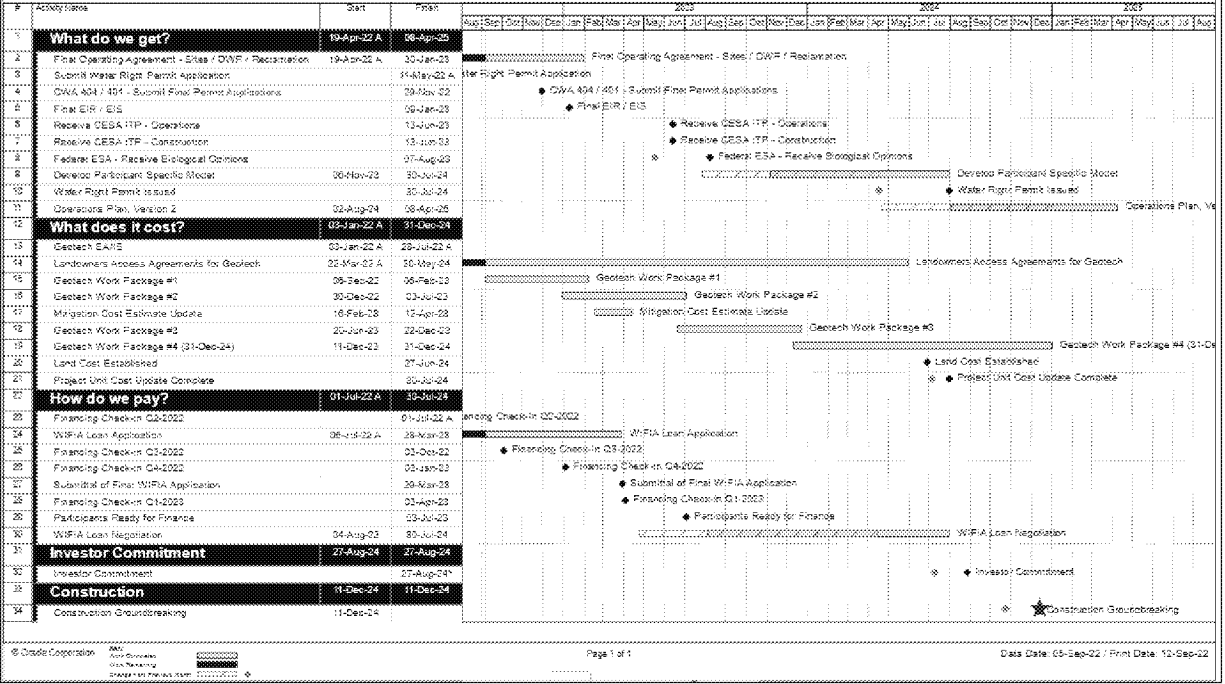 # Activity Name Start Finish 2023 2024 2025
Aug Sep Oct Nov Dec Jan Feb Mar Apr May Jun Jul Aug Sep Oct Nov Dec Jan Feb Mar Apr May Jun Jul Aug Sep Oct Nov Dec Jan Feb Mar Apr May Jun Jul Aug
1 What do we get? 19-Apr-22 A 08-Apr-25
2 Final Operating Agreement - Sites / DWR / Reclamation 19-Apr-22 A 30-Jan-23 Final Operating Agreement - Sites / DWR / Reclamation
3 Submit Water Right Permit Application 11-May-22 A ter Right Permit Application
4 CWA 404 / 401 - Submit Final Permit Applications 29-Nov-22 CWA 404 / 401 - Submit Final Permit Applications
5 Final EIR / EIS 09-Jan-23 Final EIR / EIS
6 Receive CESA ITP - Operations 13-Jun-23 Receive CESA ITP - Operations
7 Receive CESA ITP - Construction 13-Jun-23 Receive CESA ITP - Construction
8 Federal ESA - Receive Biological Opinions 07-Aug-23 Federal ESA - Receive Biological Opinions
9 Develop Participant Specific Model 06-Nov-23 30-Jul-24 Develop Participant Specific Model
10 Water Right Permit Issued 30-Jul-24 Water Right Permit Issued
11 Operations Plan, Version 2 02-Aug-24 08-Apr-25 Operations Plan, Ve
12 What does it cost? 03-Jan-22 A 31-Dec-24
13 Geotech EA/IS 03-Jan-22 A 28-Jul-22 A
14 Landowners Access Agreements for Geotech 22-Mar-22 A 30-May-24 Landowners Access Agreements for Geotech
15 Geotech Work Package #1 06-Sep-22 06-Feb-23 Geotech Work Package #1
16 Geotech Work Package #2 30-Dec-22 03-Jul-23 Geotech Work Package #2
17 Mitigation Cost Estimate Update 16-Feb-23 12-Apr-23 Mitigation Cost Estimate Update
18 Geotech Work Package #3 20-Jun-23 22-Dec-23 Geotech Work Package #3
19 Geotech Work Package #4 (31-Dec-24) 11-Dec-23 31-Dec-24 Geotech Work Package #4 (31-De
20 Land Cost Established 27-Jun-24 Land Cost Established
21 Project Unit Cost Update Complete 30-Jul-24 Project Unit Cost Update Complete
22 How do we pay? 01-Jul-22 A 30-Jul-24
23 Financing Check-in Q2-2022 01-Jul-22 A ancing Check-in Q2-2022
24 WIFIA Loan Application 06-Jul-22 A 28-Mar-23 WIFIA Loan Application
25 Financing Check-in Q3-2022 03-Oct-22 Financing Check-in Q3-2022
26 Financing Check-in Q4-2022 03-Jan-23 Financing Check-in Q4-2022
27 Submittal of Final WIFIA Application 29-Mar-23 Submittal of Final WIFIA Application
28 Financing Check-in Q1-2023 03-Apr-23 Financing Check-in Q1-2023
29 Participants Ready for Finance 03-Jul-23 Participants Ready for Finance
30 WIFIA Loan Negotiation 04-Aug-23 30-Jul-24 WIFIA Loan Negotiation
31 Investor Commitment 27-Aug-24 27-Aug-24
32 Investor Commitment 27-Aug-24* Investor Commitment
33 Construction 11-Dec-24 11-Dec-24
34 Construction Groundbreaking 11-Dec-24 Construction Groundbreaking
© Oracle Corporation Page 1 of 1 Data Date: 05-Sep-22 / Print Date: 12-Sep-22
Work Completed
Work Remaining